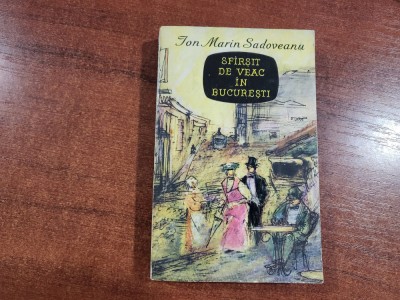 Ion Marin Sadoveanu
SFÎRȘIT
DE VEAC
ÎN
BUCUREȘTI